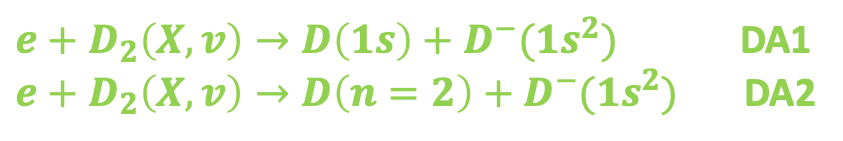 e + D₂(X, v) → D(1s) + D⁻(1s²) DA1
e + D₂(X, v) → D(n = 2) + D⁻(1s²) DA2